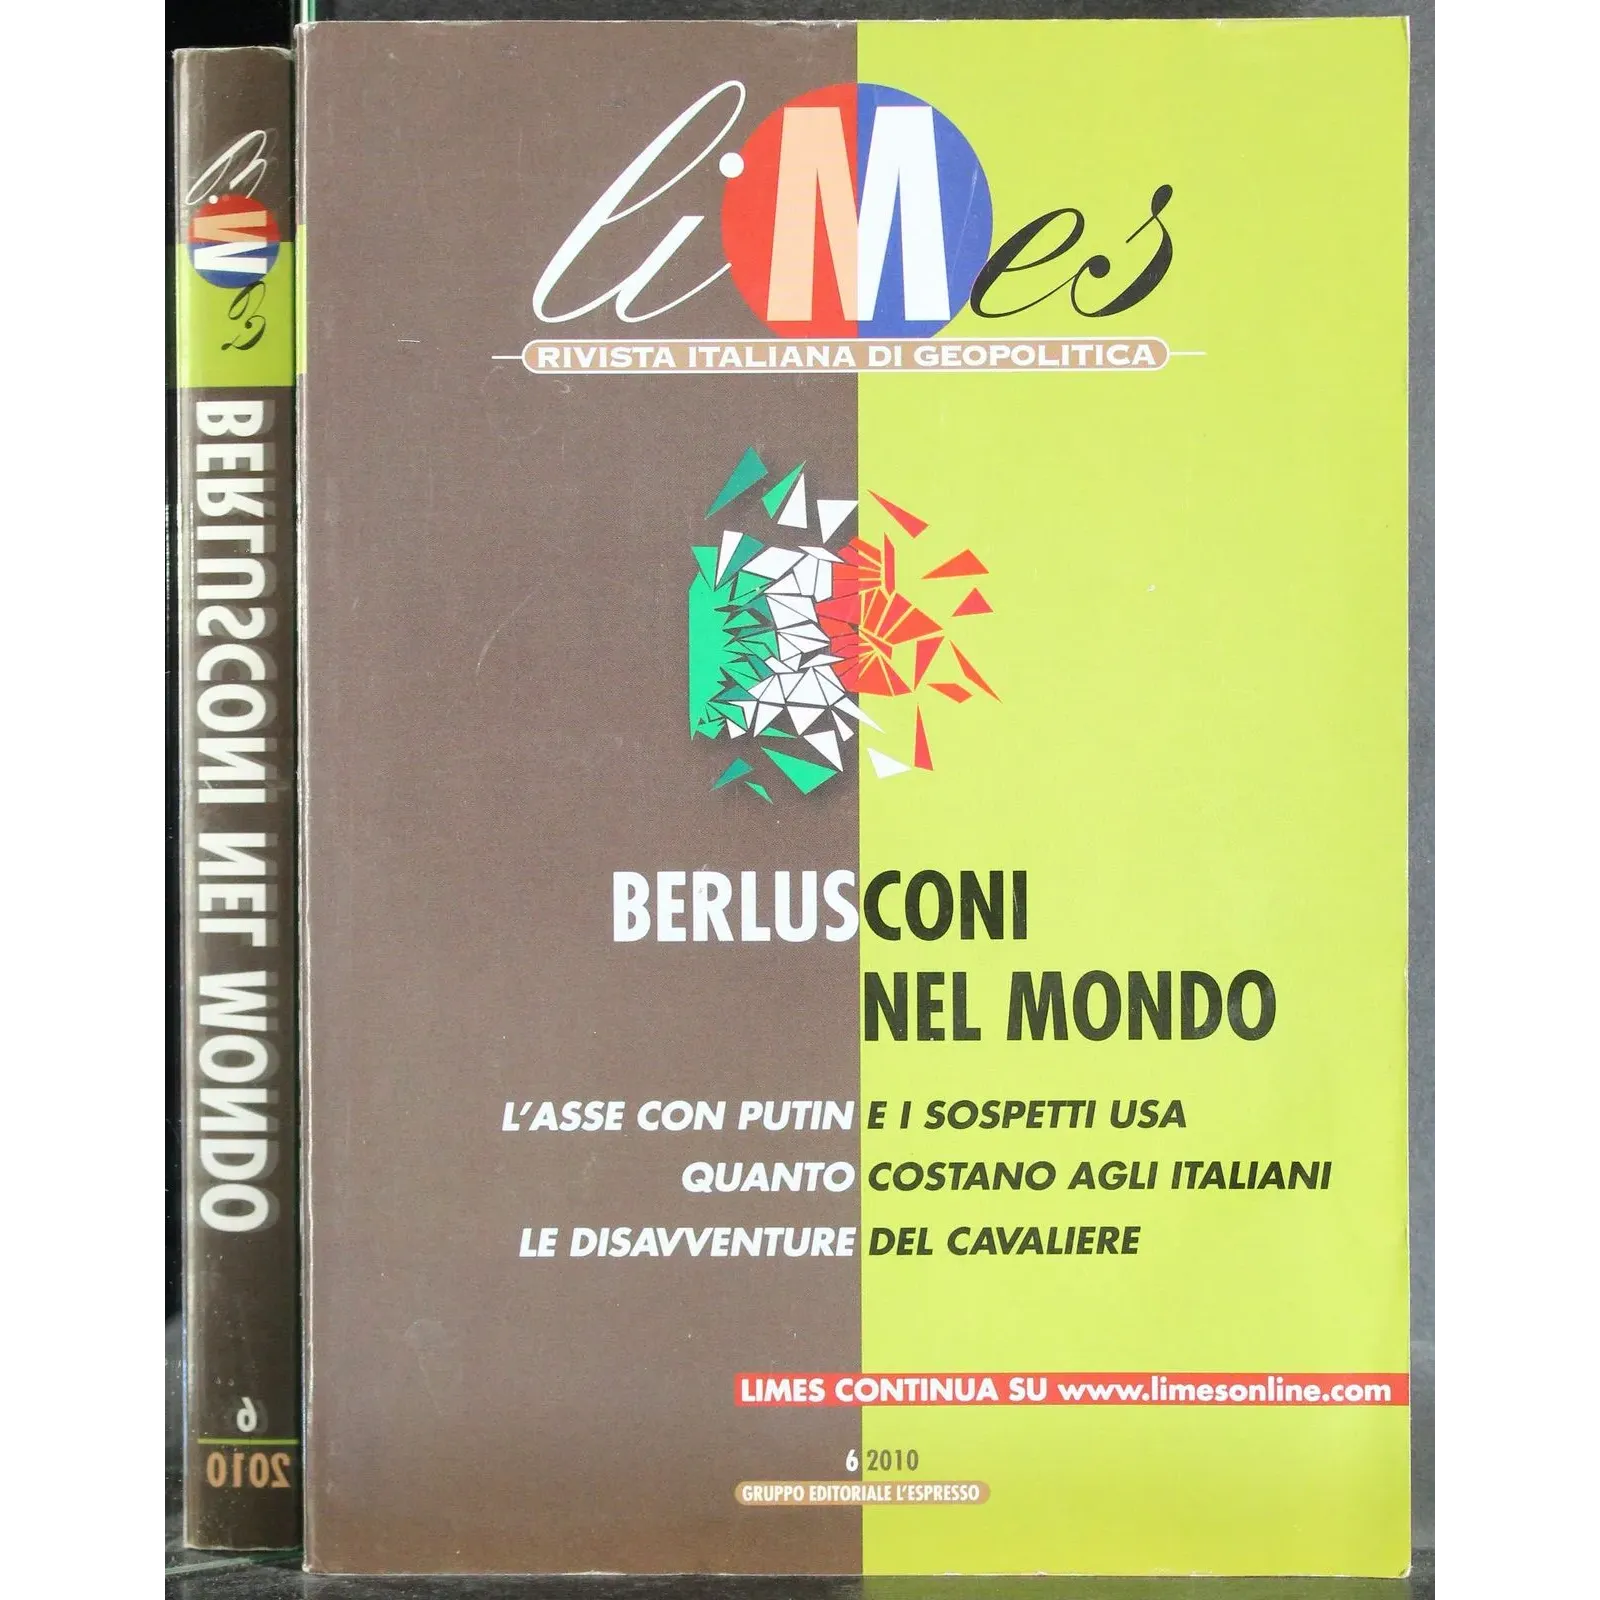 liMes
RIVISTA ITALIANA DI GEOPOLITICA
BERLUSCONI
NEL MONDO
L'ASSE CON PUTIN E I SOSPETTI USA
QUANTO COSTANO AGLI ITALIANI
LE DISAVVENTURE DEL CAVALIERE
LIMES CONTINUA SU www.limesonline.com
6 2010
GRUPPO EDITORIALE L'ESPRESSO
liMes
BERLUSCONI NEL MONDO
6
2010